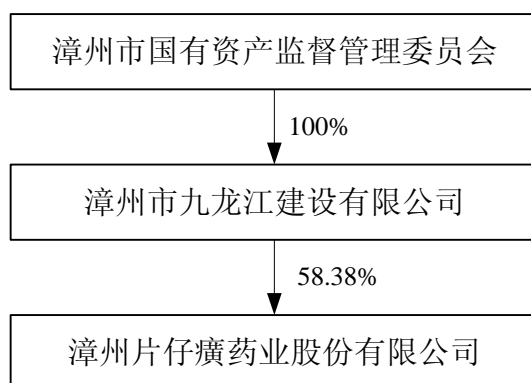 漳州市国有资产监督管理委员会
100%
漳州市九龙江建设有限公司
58.38%
漳州片仔癀药业股份有限公司